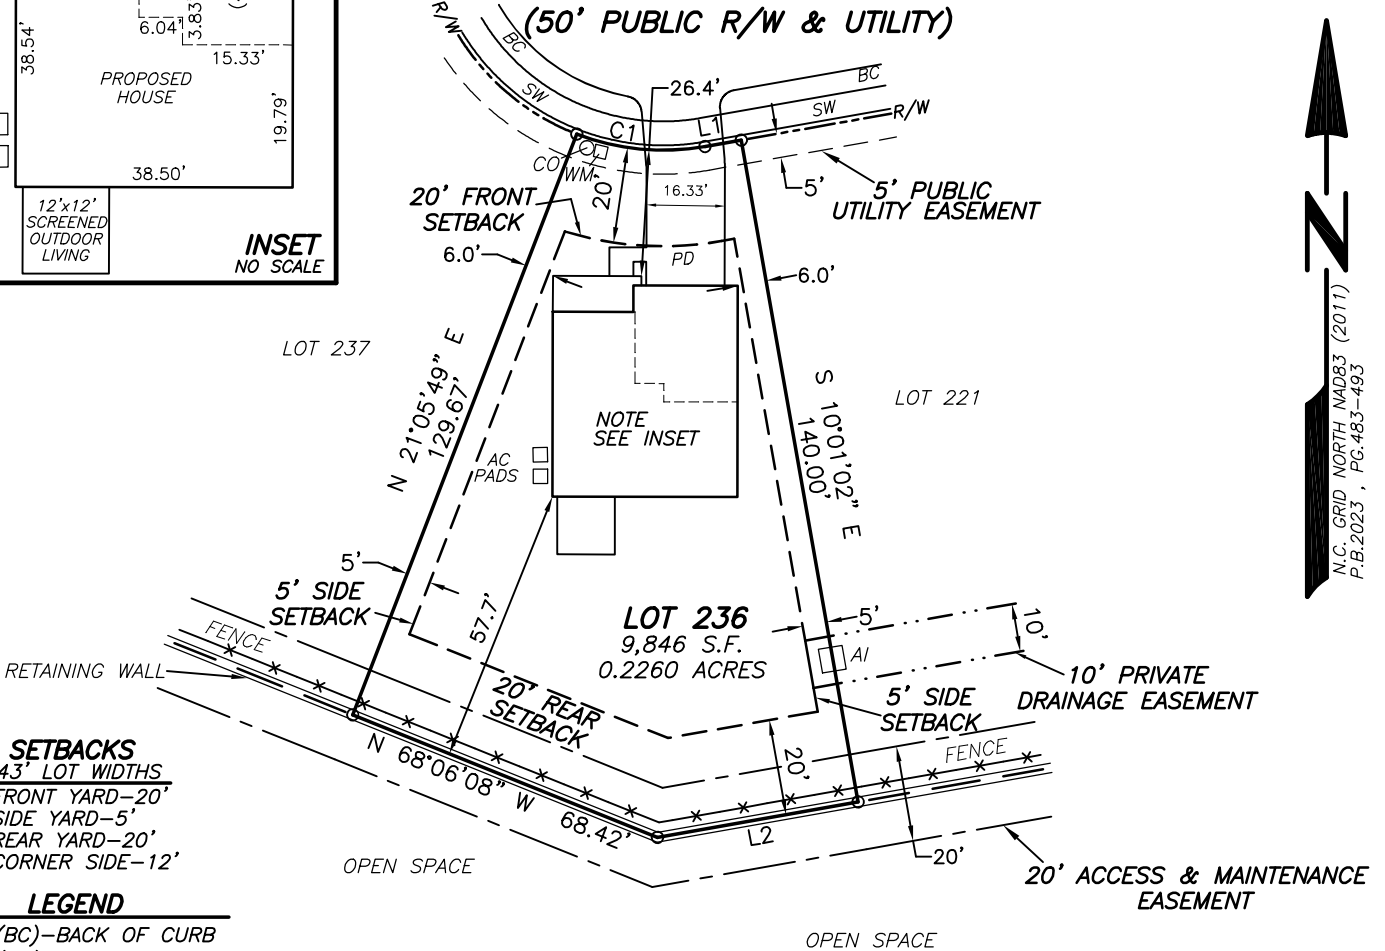 (50' PUBLIC R/W & UTILITY)
38.54'
6.04'
3.83
15.33'
PROPOSED
HOUSE
19.79'
38.50'
12'x12'
SCREENED
OUTDOOR
LIVING
INSET
NO SCALE
R/W
BC
SW
26.4'
BC
SW
R/W
C1
L1
CO
WM
20'
16.33'
5'
5' PUBLIC
UTILITY EASEMENT
20' FRONT
SETBACK
6.0'
PD
6.0'
LOT 237
N 21°05'49" E
129.67'
NOTE
SEE INSET
S 10°01'02" E
140.00'
LOT 221
AC
PADS
N
N.C. GRID NORTH NAD83 (2011)
P.B.2023 , PG.483-493
5'
5' SIDE
SETBACK
57.7'
LOT 236
9,846 S.F.
0.2260 ACRES
5'
AI
10'
10' PRIVATE
DRAINAGE EASEMENT
5' SIDE
SETBACK
FENCE
RETAINING WALL
20' REAR
SETBACK
20'
FENCE
N 68°06'08" W
68.42'
L2
20'
20' ACCESS & MAINTENANCE
EASEMENT
OPEN SPACE
OPEN SPACE
SETBACKS
43' LOT WIDTHS
FRONT YARD-20'
SIDE YARD-5'
REAR YARD-20'
CORNER SIDE-12'
LEGEND
(BC)-BACK OF CURB